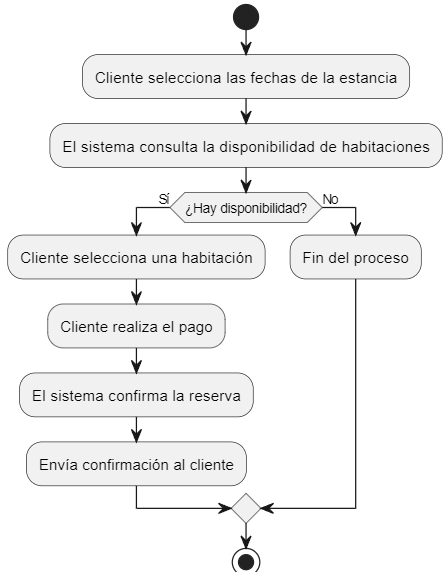 Cliente selecciona las fechas de la estancia
El sistema consulta la disponibilidad de habitaciones
Sí
¿Hay disponibilidad?
No
Cliente selecciona una habitación
Fin del proceso
Cliente realiza el pago
El sistema confirma la reserva
Envía confirmación al cliente